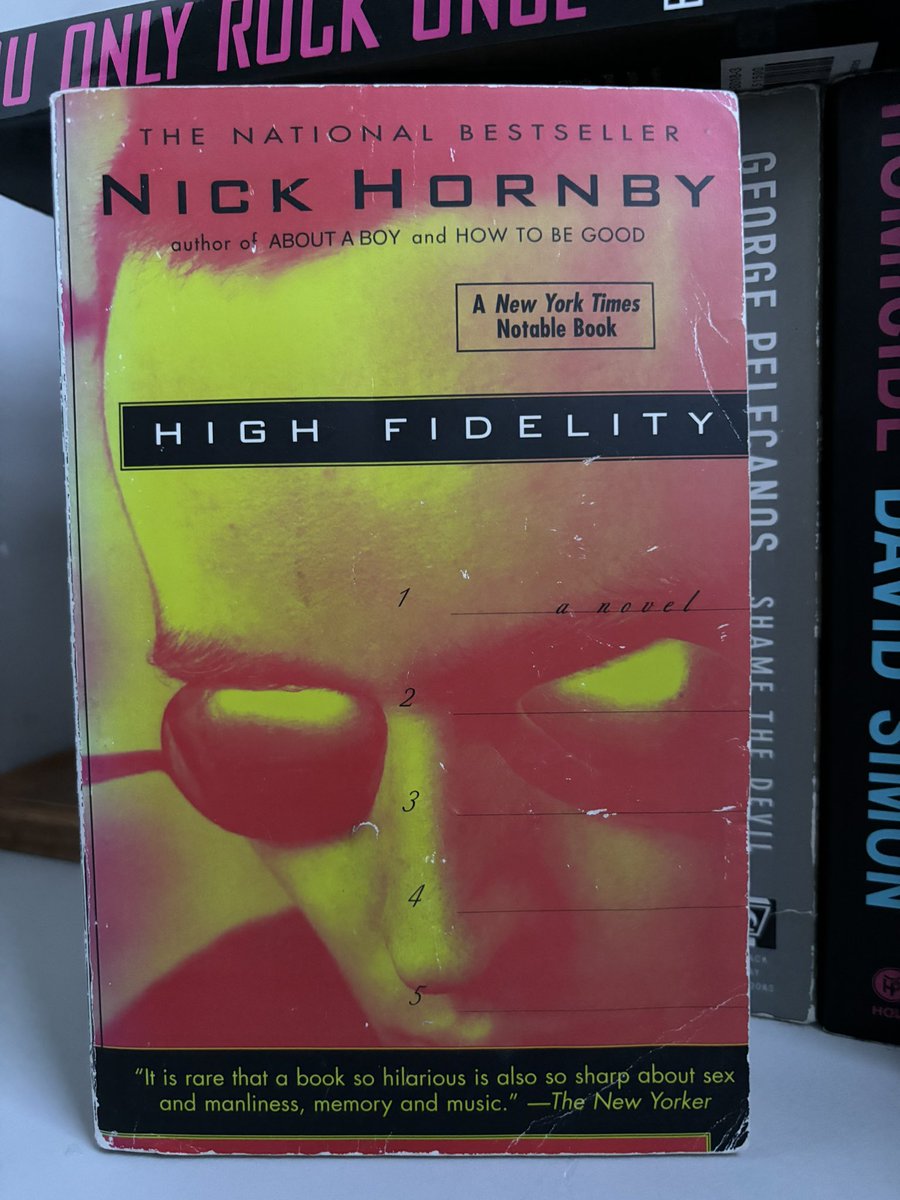 U ONLY ROCK ONCE
THE NATIONAL BESTSELLER
NICK HORNBY
author of ABOUT A BOY and HOW TO BE GOOD
A New York Times
Notable Book
HIGH FIDELITY
1
a novel
2
3
4
5
"It is rare that a book so hilarious is also so sharp about sex
and manliness, memory and music." —The New Yorker
GEORGE PELECANOS SHAME THE DEVIL
HOMICIDE DAVID SIMON